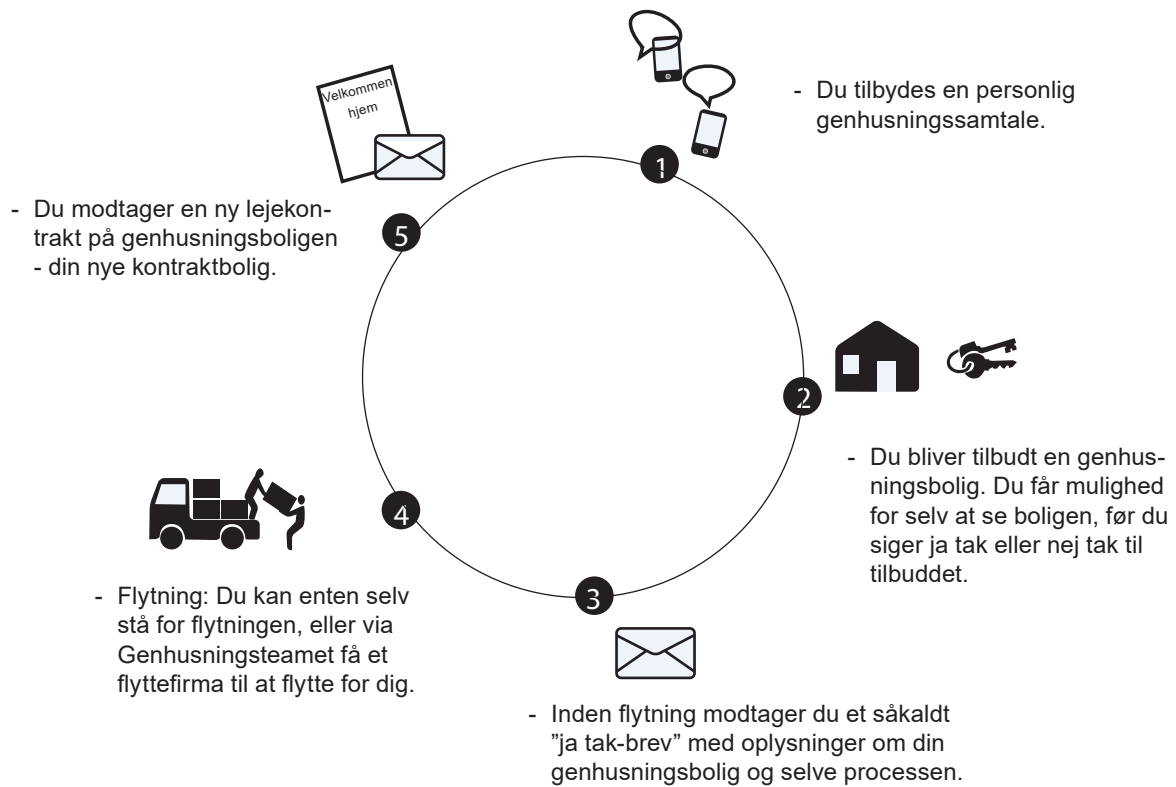 1
- Du tilbydes en personlig
genhusningssamtale.
2
- Du bliver tilbudt en genhus-
ningsbolig. Du får mulighed
for selv at se boligen, før du
siger ja tak eller nej tak til
tilbuddet.
3
- Inden flytning modtager du et såkaldt
”ja tak-brev” med oplysninger om din
genhusningsbolig og selve processen.
4
- Flytning: Du kan enten selv
stå for flytningen, eller via
Genhusningsteamet få et
flyttefirma til at flytte for dig.
5
Velkommen
hjem
- Du modtager en ny lejekon-
trakt på genhusningsboligen
- din nye kontraktbolig.